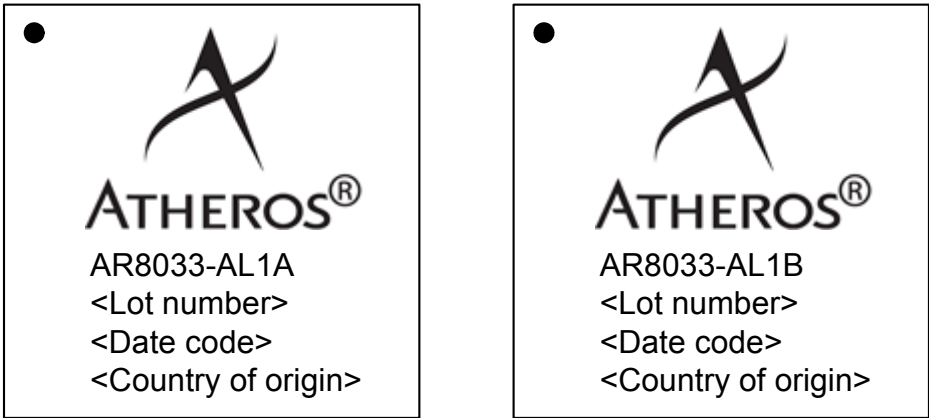 ATHEROS®
AR8033-AL1A
<Lot number>
<Date code>
<Country of origin>
ATHEROS®
AR8033-AL1B
<Lot number>
<Date code>
<Country of origin>